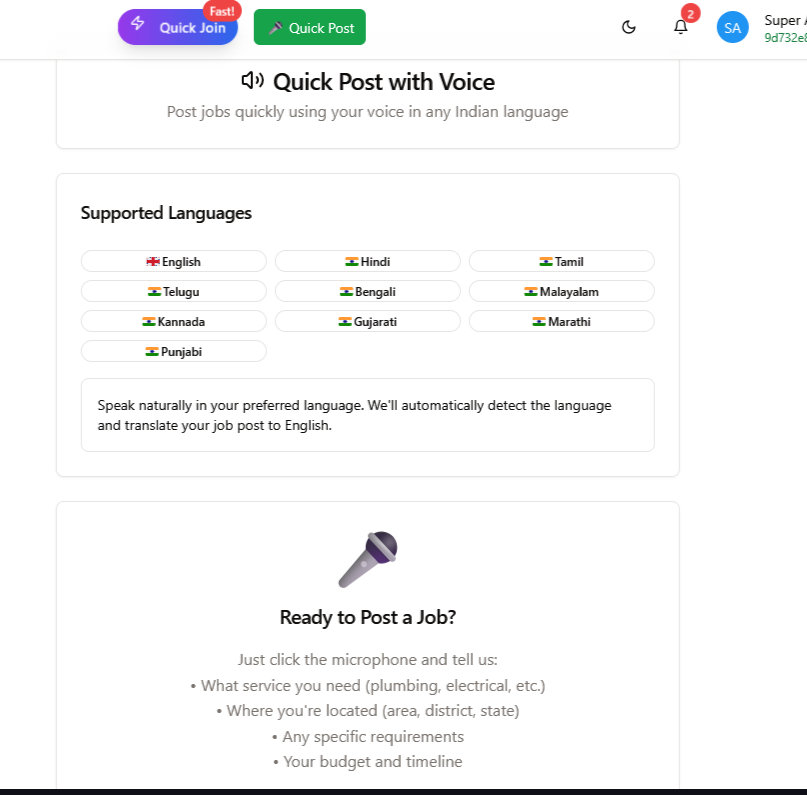 Fast!
Quick Join
Quick Post
2
SA
Super
9d732e8
Quick Post with Voice
Post jobs quickly using your voice in any Indian language
Supported Languages
English
Hindi
Tamil
Telugu
Bengali
Malayalam
Kannada
Gujarati
Marathi
Punjabi
Speak naturally in your preferred language. We'll automatically detect the language
and translate your job post to English.
Ready to Post a Job?
Just click the microphone and tell us:
• What service you need (plumbing, electrical, etc.)
• Where you're located (area, district, state)
• Any specific requirements
• Your budget and timeline